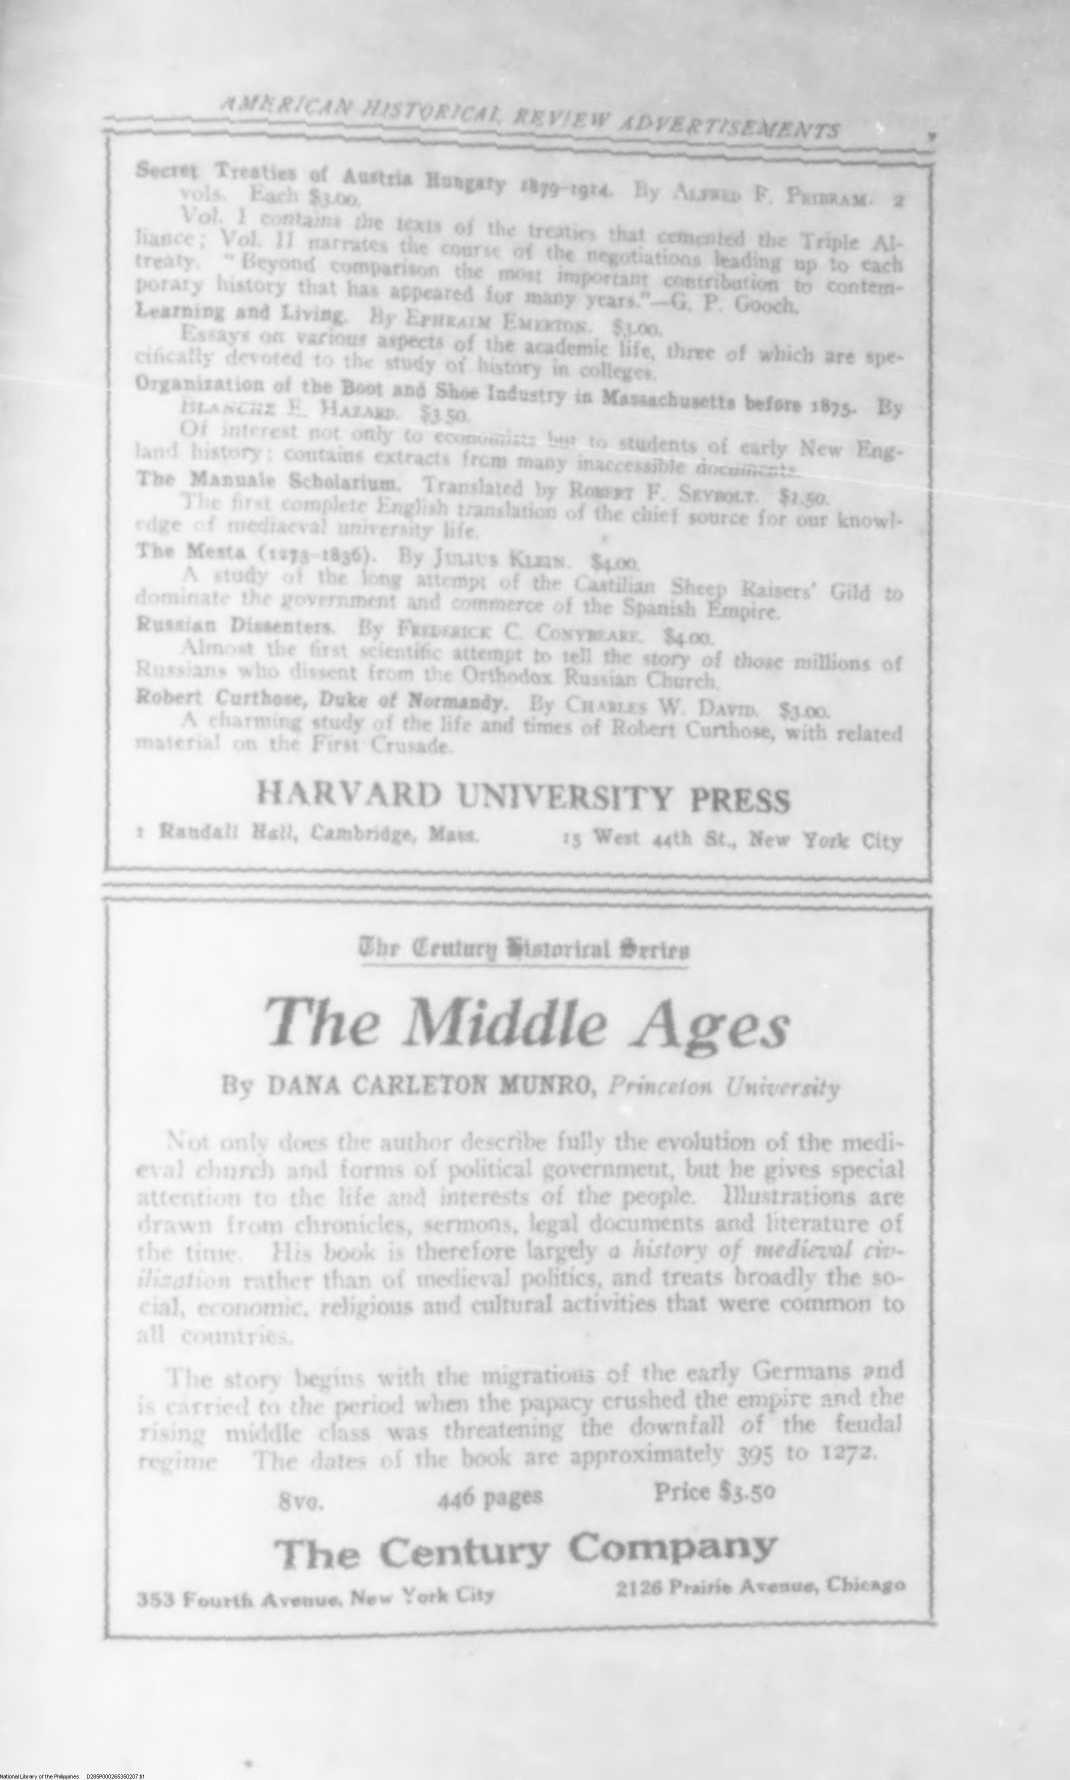 AMERICAN HISTORICAL REVIEW ADVERTISEMENTS
Secret Treaties of Austria Hungary 1879-1914. By ALFRED F. PRIBRAM. 2
vols. Each $3.00.
Vol. I contains the texts of the treaties that cemented the Triple Al-
liance; Vol. II narrates the course of the negotiations leading up to each
treaty. "Beyond comparison the most important contribution to contem-
porary history that has appeared for many years."—G. P. Gooch.
Learning and Living. By EPHRAIM EMERTON. $3.00.
Essays on various aspects of the academic life, three of which are spe-
cifically devoted to the study of history in colleges.
Organization of the Boot and Shoe Industry in Massachusetts before 1875. By
BLANCHE E. HAZARD. $3.50.
Of interest not only to economists but to students of early New Eng-
land history; contains extracts from many inaccessible documents.
The Manuale Scholarium. Translated by ROBERT F. SEYBOLT. $1.50.
The first complete English translation of the chief source for our knowl-
edge of mediaeval university life.
The Mesta (1273-1836). By JULIUS KLEIN. $4.00.
A study of the long attempt of the Castilian Sheep Raisers' Gild to
dominate the government and commerce of the Spanish Empire.
Russian Dissenters. By FREDERICK C. CONYBEARE. $4.00.
Almost the first scientific attempt to tell the story of those millions of
Russians who dissent from the Orthodox Russian Church.
Robert Curthose, Duke of Normandy. By CHARLES W. DAVID. $3.00.
A charming study of the life and times of Robert Curthose, with related
material on the First Crusade.
HARVARD UNIVERSITY PRESS
1 Randall Hall, Cambridge, Mass. 15 West 44th St., New York City
The Century Historical Series
The Middle Ages
By DANA CARLETON MUNRO, Princeton University
Not only does the author describe fully the evolution of the medi-
eval church and forms of political government, but he gives special
attention to the life and interests of the people. Illustrations are
drawn from chronicles, sermons, legal documents and literature of
the time. His book is therefore largely a history of medieval civ-
ilization rather than of medieval politics, and treats broadly the so-
cial, economic, religious and cultural activities that were common to
all countries.
The story begins with the migrations of the early Germans and
is carried to the period when the papacy crushed the empire and the
rising middle class was threatening the downfall of the feudal
regime The dates of the book are approximately 395 to 1272.
8vo. 446 pages Price $3.50
The Century Company
353 Fourth Avenue, New York City 2126 Prairie Avenue, Chicago
National Library of the Philippines D285P000265350207.tif